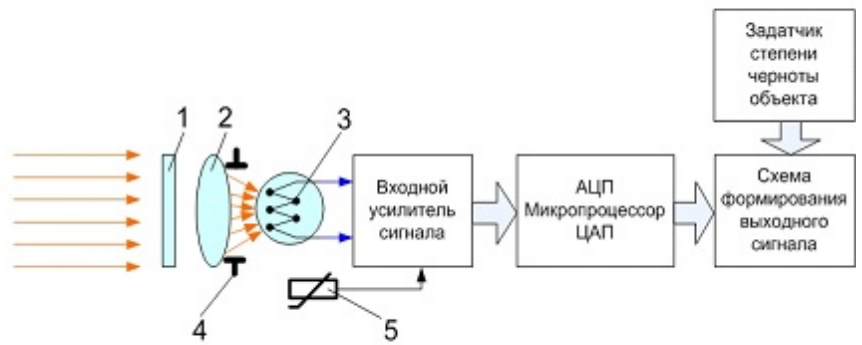 Задатчик
степени
черноты
объекта
1
2
3
Входной
усилитель
сигнала
АЦП
Микропроцессор
ЦАП
Схема
формирования
выходного
сигнала
4
5